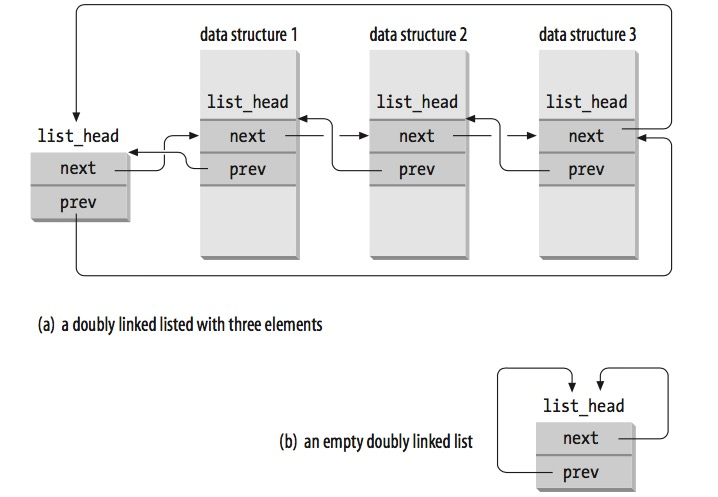 data structure 1
data structure 2
data structure 3
list_head
list_head
list_head
list_head
next
next
next
next
prev
prev
prev
prev
(a) a doubly linked listed with three elements
list_head
(b) an empty doubly linked list
next
prev